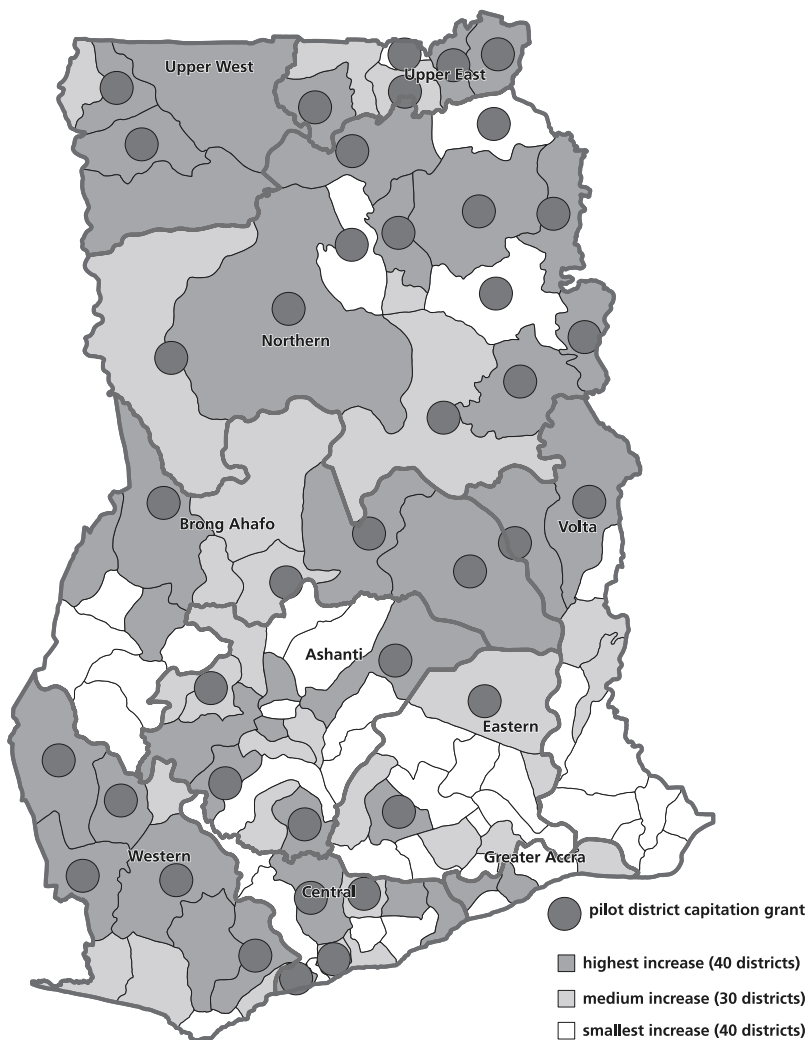 Upper West
Upper East
Northern
Brong Ahafo
Volta
Ashanti
Eastern
Western
Greater Accra
Central
pilot district capitation grant
highest increase (40 districts)
medium increase (30 districts)
smallest increase (40 districts)